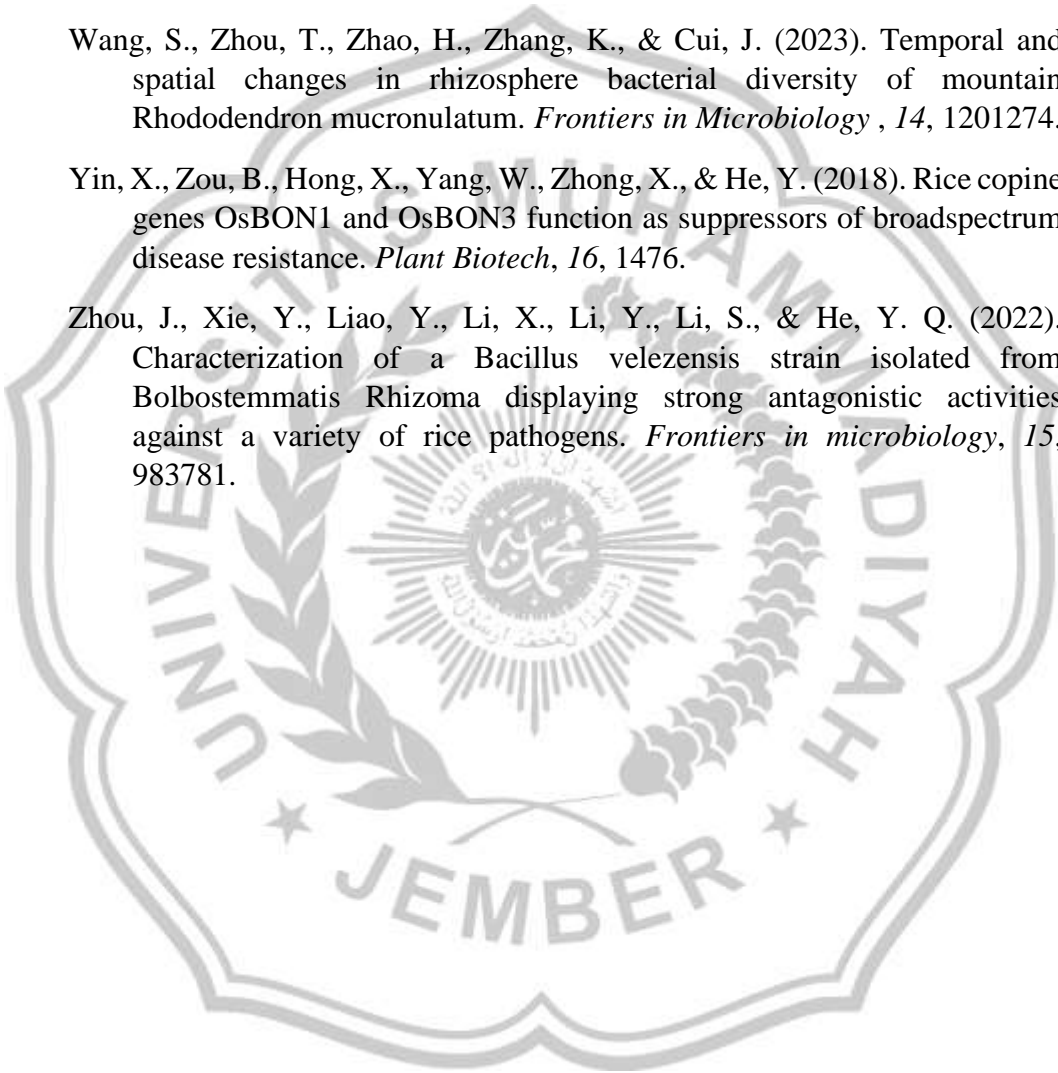 Wang, S., Zhou, T., Zhao, H., Zhang, K., & Cui, J. (2023). Temporal and
spatial changes in rhizosphere bacterial diversity of mountain
Rhododendron mucronulatum. Frontiers in Microbiology , 14, 1201274.
Yin, X., Zou, B., Hong, X., Yang, W., Zhong, X., & He, Y. (2018). Rice copine
genes OsBON1 and OsBON3 function as suppressors of broadspectrum
disease resistance. Plant Biotech, 16, 1476.
Zhou, J., Xie, Y., Liao, Y., Li, X., Li, Y., Li, S., & He, Y. Q. (2022).
Characterization of a Bacillus velezensis strain isolated from
Bolbostemmatis Rhizoma displaying strong antagonistic activities
against a variety of rice pathogens. Frontiers in microbiology, 15,
983781.
UNIVERSITAS MUHAMMADIYAH
JEMBER